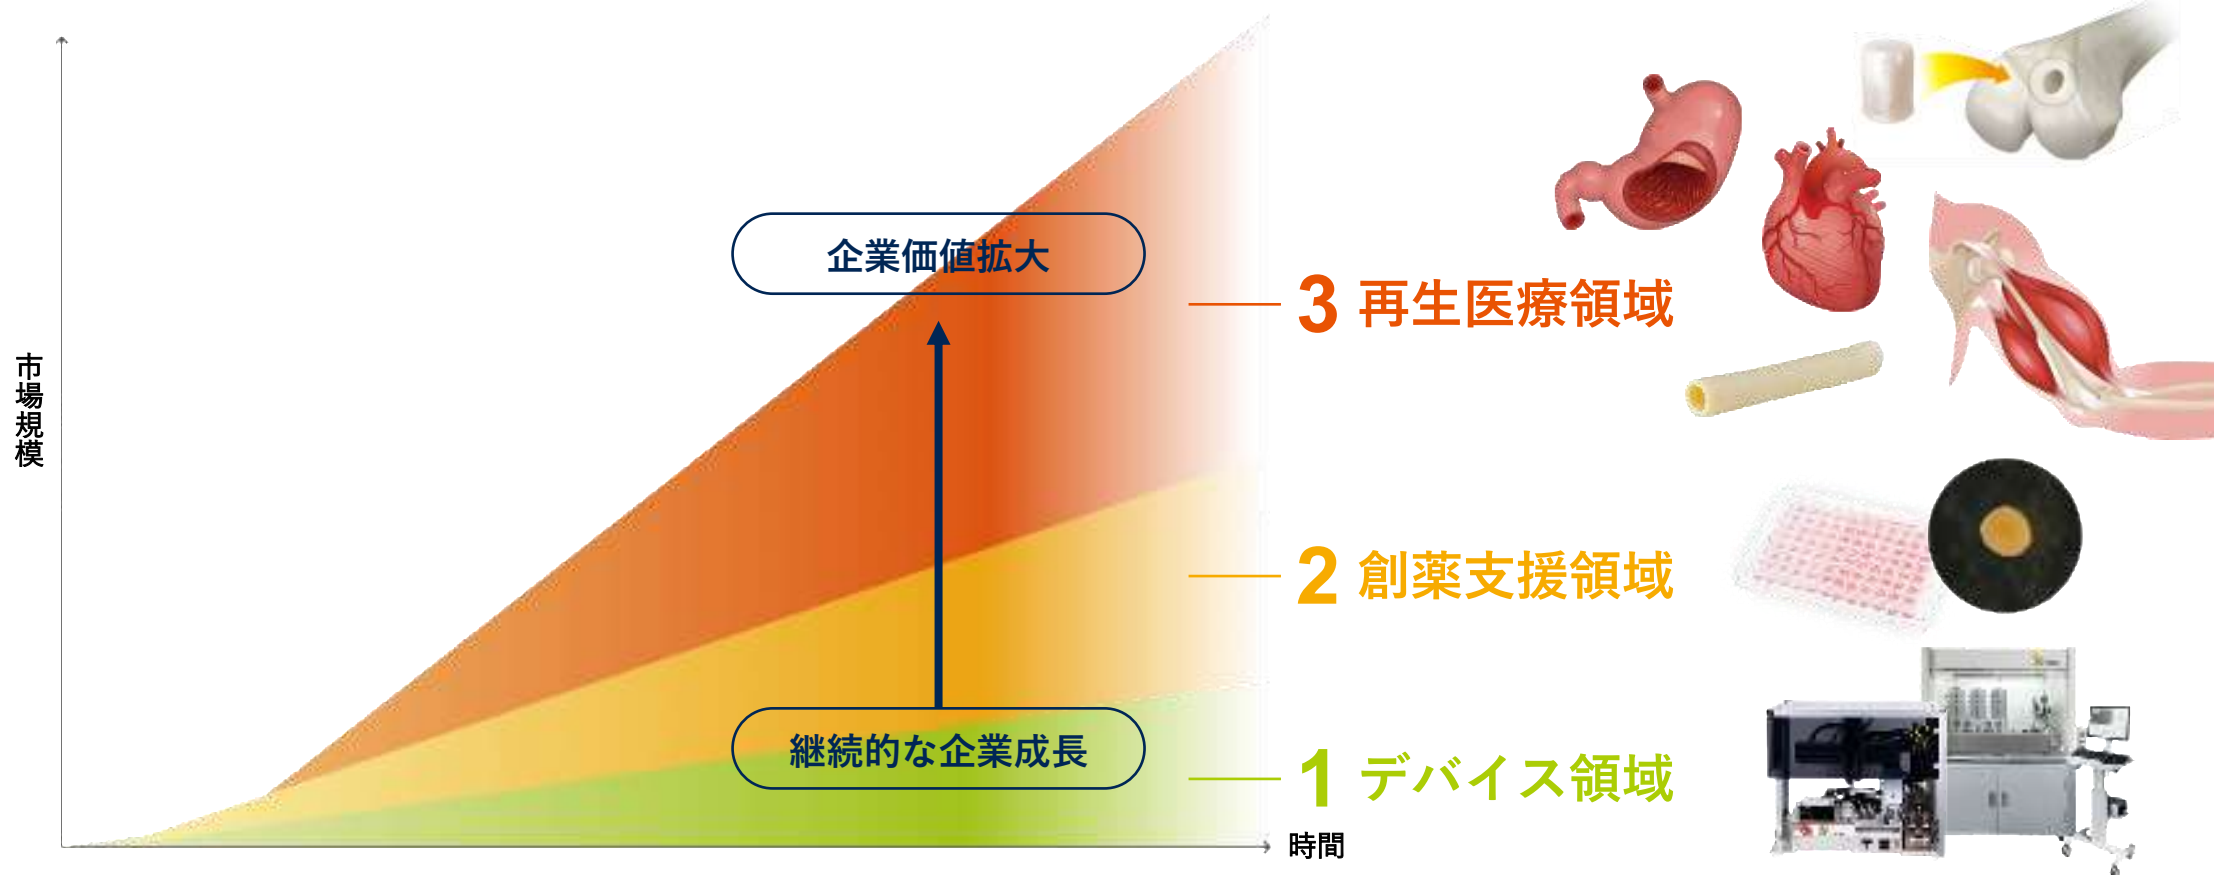 市場規模
企業価値拡大
3 再生医療領域
2 創薬支援領域
継続的な企業成長
1 デバイス領域
時間